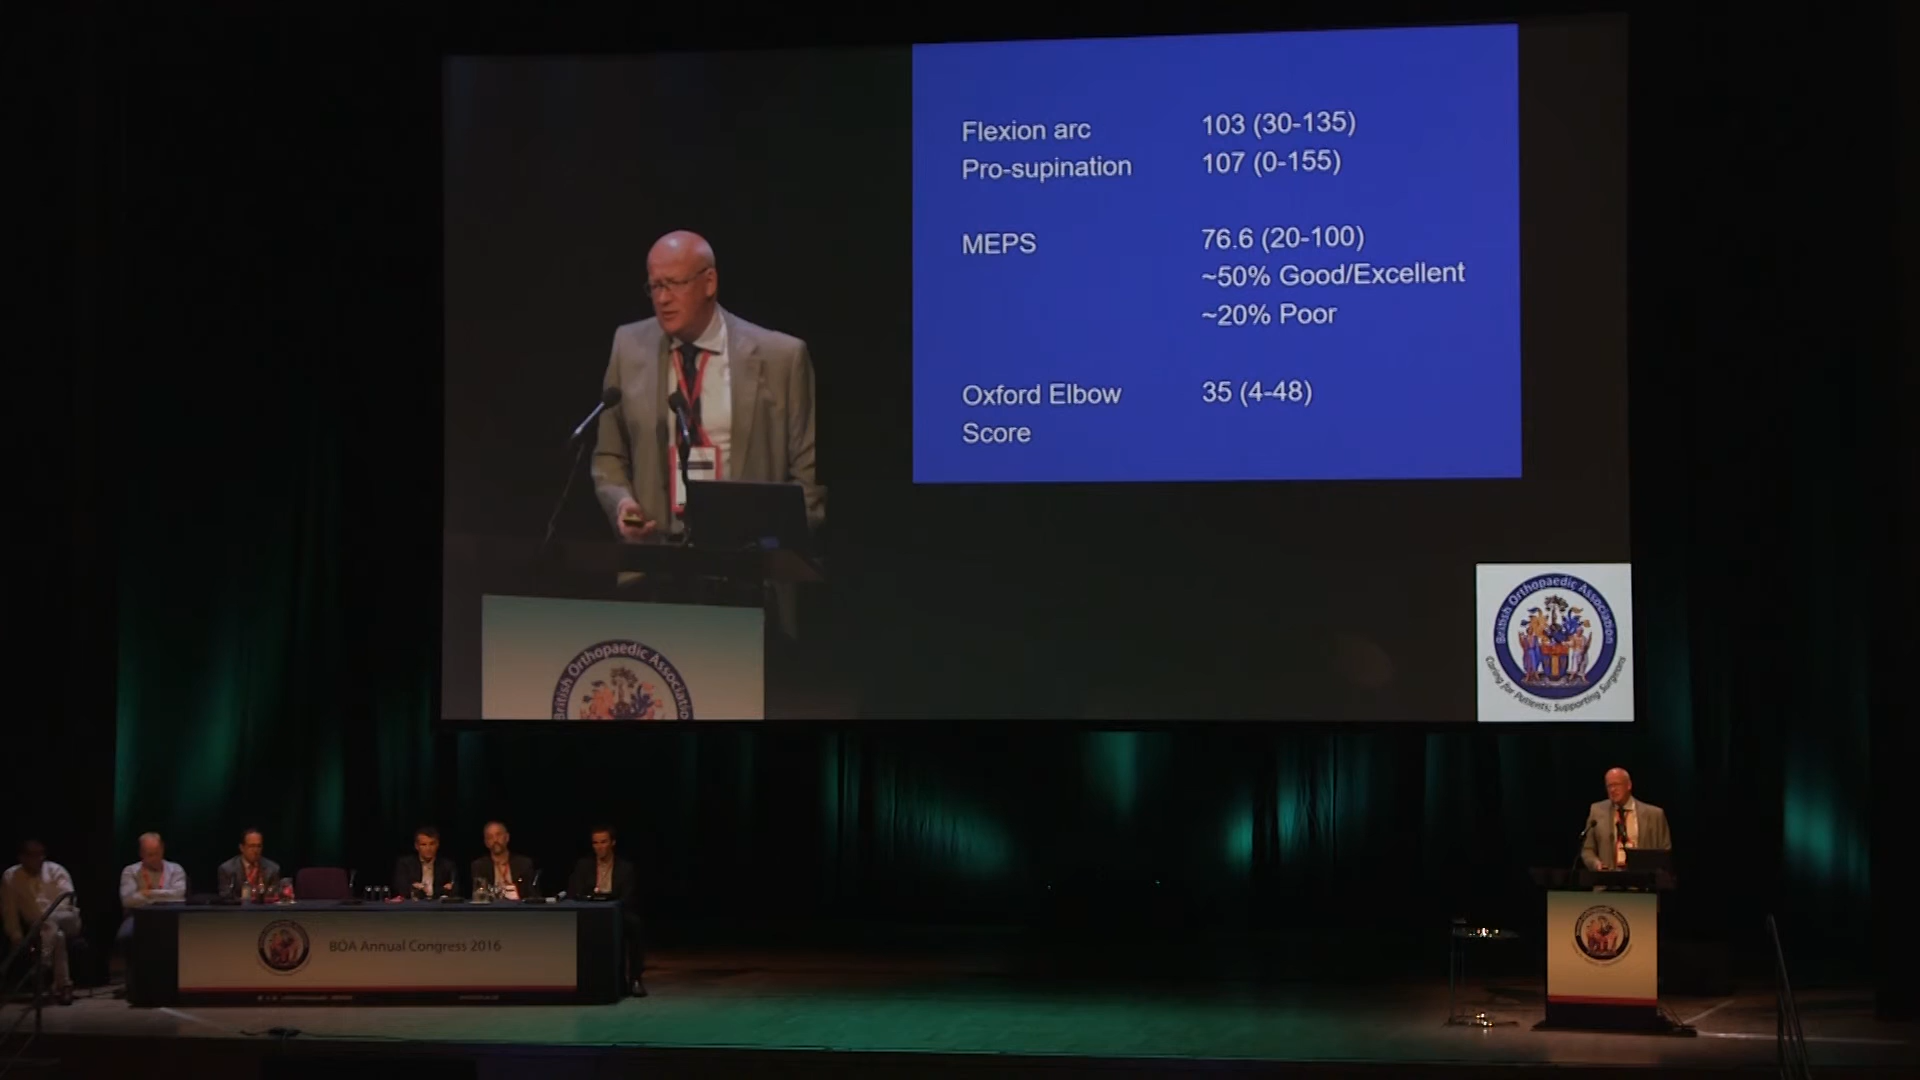 Flexion arc 103 (30-135)
Pro-supination 107 (0-155)
MEPS 76.6 (20-100)
~50% Good/Excellent
~20% Poor
Oxford Elbow 35 (4-48)
Score
British Orthopaedic Association
Caring for Patients; Supporting Surgeons
British Orthopaedic Association
BOA Annual Congress 2016